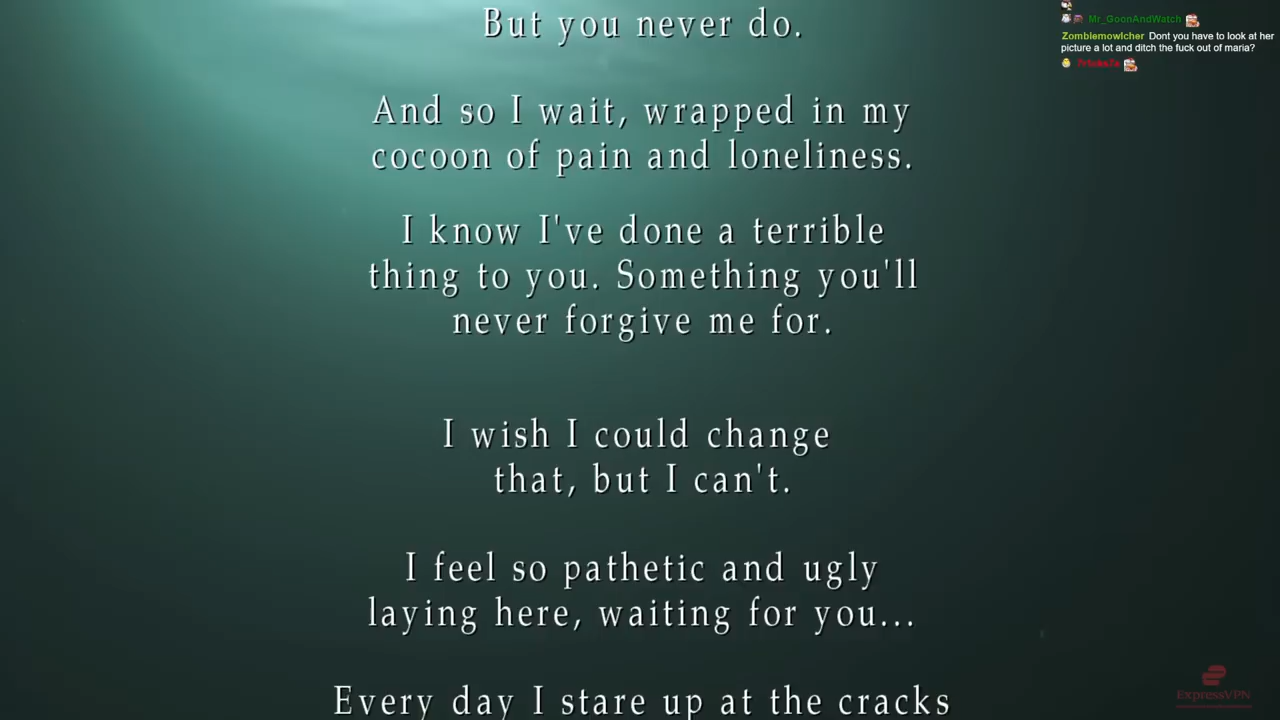 But you never do.
And so I wait, wrapped in my
cocoon of pain and loneliness.
I know I've done a terrible
thing to you. Something you'll
never forgive me for.
I wish I could change
that, but I can't.
I feel so pathetic and ugly
laying here, waiting for you...
Every day I stare up at the cracks
Mr_GoonAndWatch
Zomblemowlcher Dont you have to look at her
picture a lot and ditch the fuck out of maria?
ExpressVPN